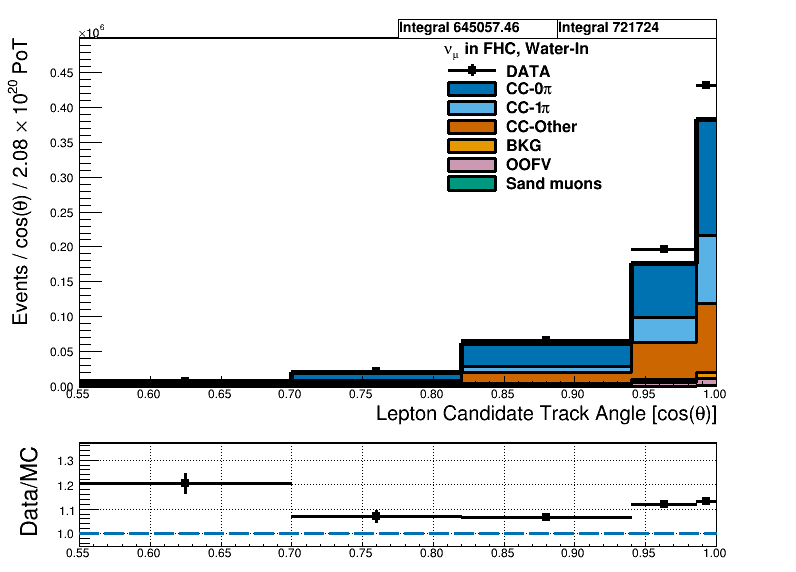 Integral 645057.46 Integral 721724
×10⁶
ν_μ in FHC, Water-In
DATA
CC-0π
CC-1π
CC-Other
BKG
OOFV
Sand muons
Events / cos(θ) / 2.08 × 10²⁰ PoT
0.45
0.40
0.35
0.30
0.25
0.20
0.15
0.10
0.05
0.00
0.55 0.60 0.65 0.70 0.75 0.80 0.85 0.90 0.95 1.00
Lepton Candidate Track Angle [cos(θ)]
Data/MC
1.3
1.2
1.1
1.0
0.55 0.60 0.65 0.70 0.75 0.80 0.85 0.90 0.95 1.00